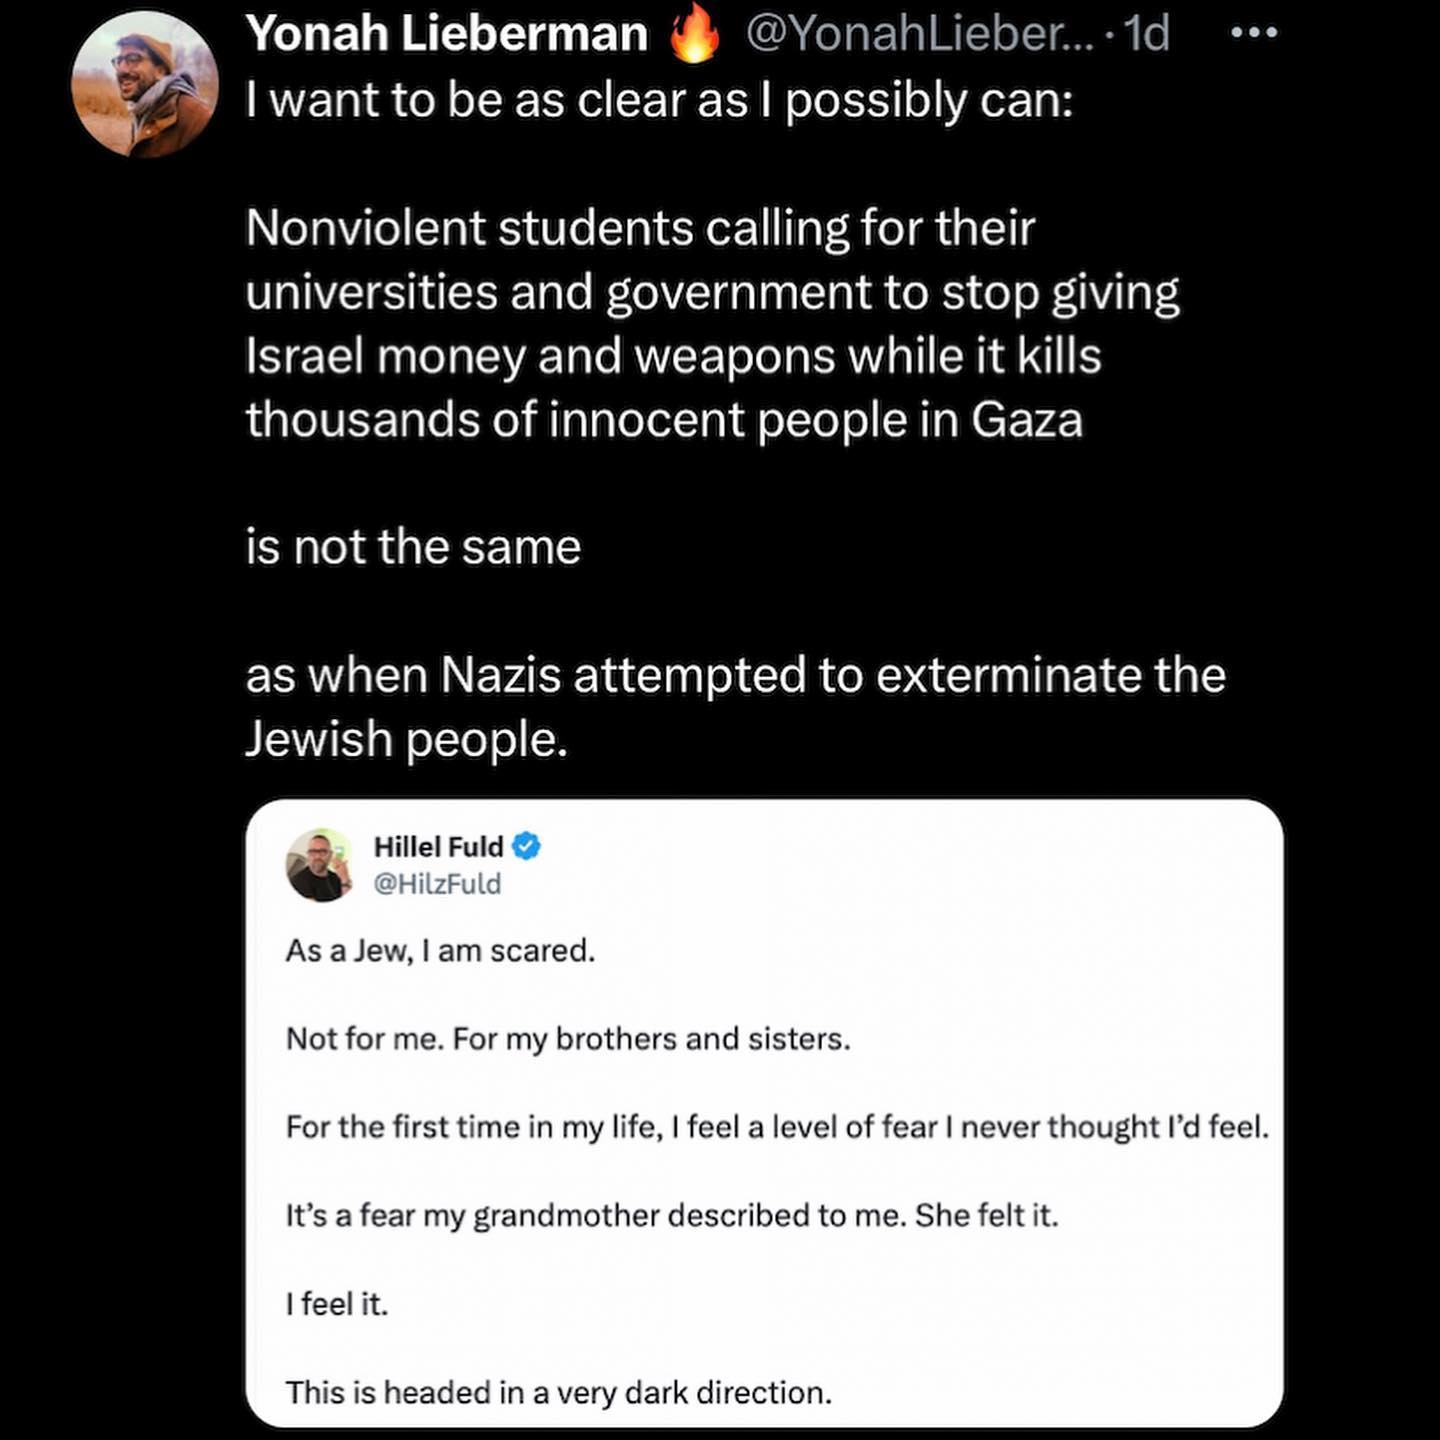 Yonah Lieberman 🔥 @YonahLieber... · 1d
I want to be as clear as I possibly can:
Nonviolent students calling for their
universities and government to stop giving
Israel money and weapons while it kills
thousands of innocent people in Gaza
is not the same
as when Nazis attempted to exterminate the
Jewish people.
Hillel Fuld
@HilzFuld
As a Jew, I am scared.
Not for me. For my brothers and sisters.
For the first time in my life, I feel a level of fear I never thought I’d feel.
It’s a fear my grandmother described to me. She felt it.
I feel it.
This is headed in a very dark direction.